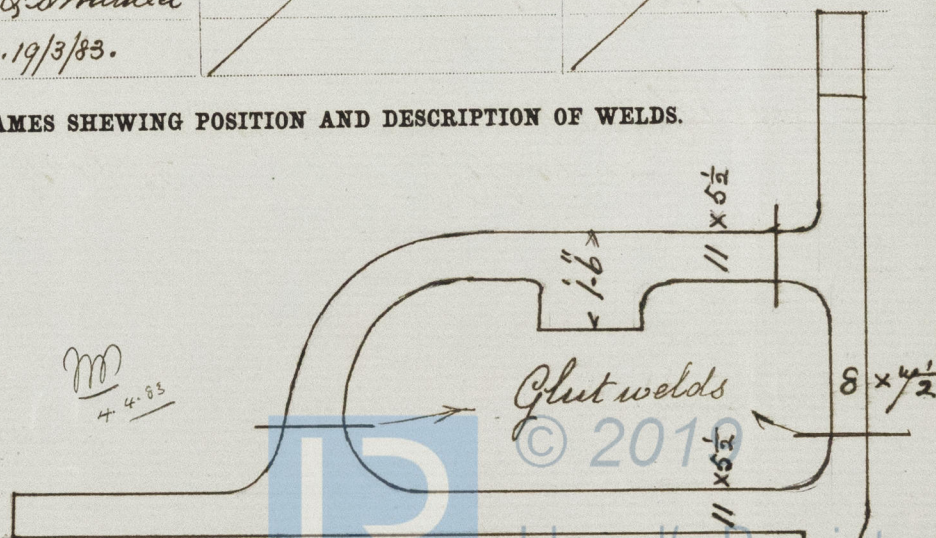 .19/3/83.
AMES SHEWING POSITION AND DESCRIPTION OF WELDS.
11 × 5½
1'-6"
M
4.4.83
Glut welds
8 × 7½
© 2019
11 × 5½